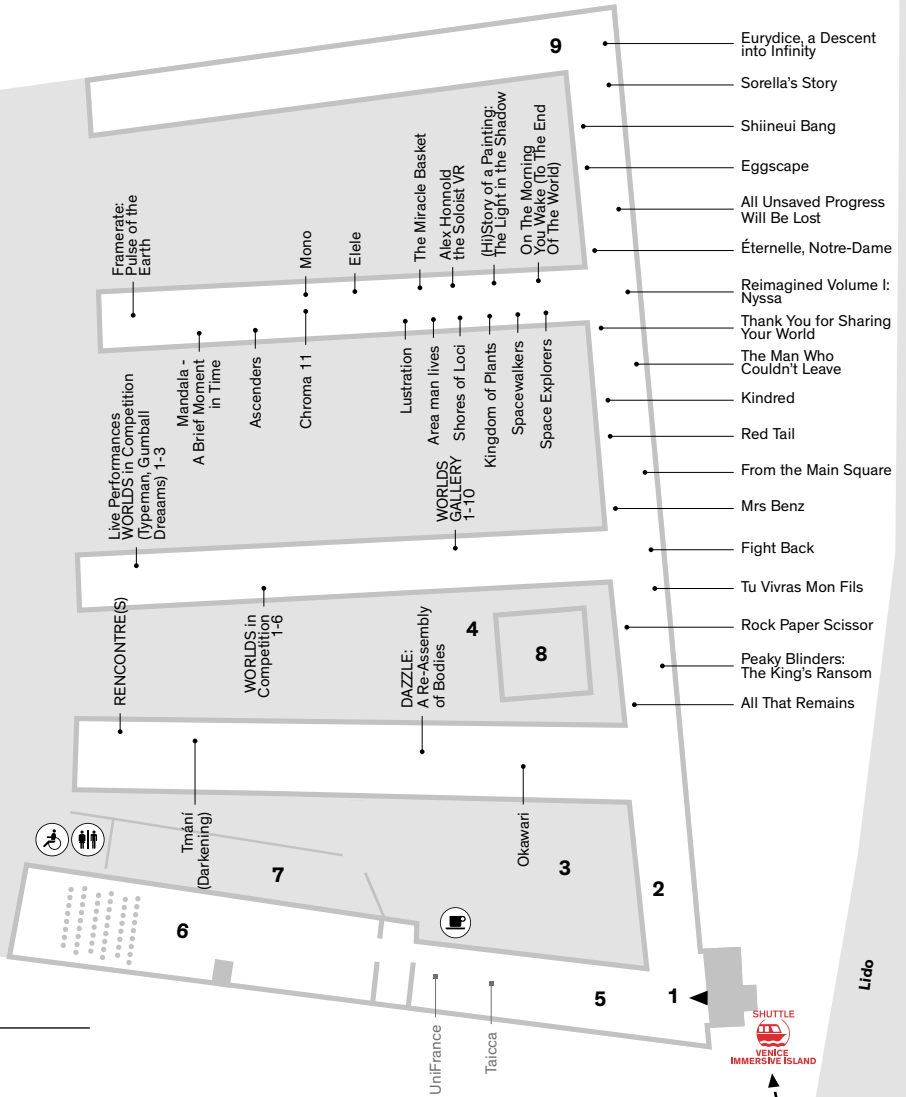 9
Eurydice, a Descent
into Infinity
Sorella's Story
Shiineui Bang
Eggscape
All Unsaved Progress
Will Be Lost
Éternelle, Notre-Dame
Reimagined Volume I:
Nyssa
Thank You for Sharing
Your World
The Man Who
Couldn't Leave
Kindred
Red Tail
From the Main Square
Mrs Benz
Fight Back
Tu Vivras Mon Fils
Rock Paper Scissor
Peaky Blinders:
The King's Ransom
All That Remains
Framerate:
Pulse of the
Earth
Mono
Elele
The Miracle Basket
Alex Honnold
the Soloist VR
(Hi)Story of a Painting:
The Light in the Shadow
On The Morning
You Wake (To The End
Of The World)
Mandala -
A Brief Moment
in Time
Ascenders
Chroma 11
Lustration
Area man lives
Shores of Loci
Kingdom of Plants
Spacewalkers
Space Explorers
Live Performances
WORLDS in Competition
(Typeman, Gumball
Dreaams) 1-3
WORLDS
GALLERY
1-10
RENCONTRE(S)
WORLDS in
Competition
1-6
DAZZLE:
A Re-Assembly
of Bodies
4
8
Tmání
(Darkening)
Okawari
7
3
2
6
5
1
UniFrance
Taicca
Lido
SHUTTLE
VENICE
IMMERSIVE ISLAND